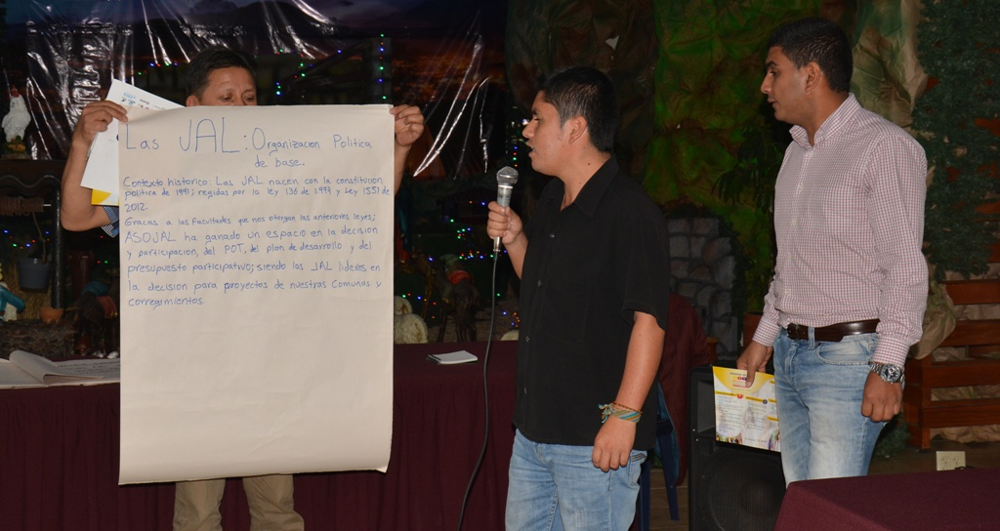 Las JAL: Organizacion Politica
de base.
Contexto historico: Las JAL nacen con la constitucion
politica de 1991; regidas por la ley 136 de 1994 y Ley 1551 de
2012.
Gracias a las facultades que nos otorgan las anteriores leyes;
ASOJAL ha ganado un espacio en la decision
y participacion, del POT, del plan de desarrollo y del
presupuesto participativo; siendo las JAL lideres en
la decision para proyectos de nuestras Comunas y
corregimientos.